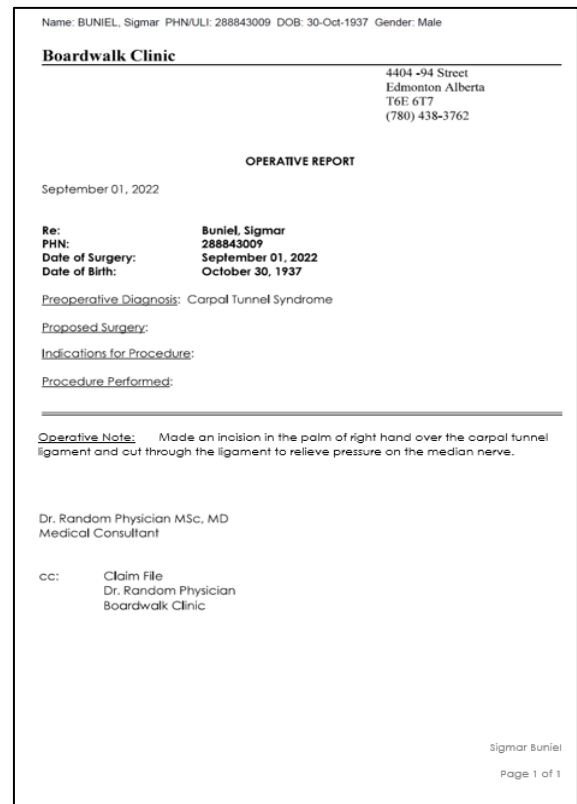 Name: BUNIEL, Sigmar PHN/ULI: 288843009 DOB: 30-Oct-1937 Gender: Male
Boardwalk Clinic
4404 -94 Street
Edmonton Alberta
T6E 6T7
(780) 438-3762
OPERATIVE REPORT
September 01, 2022
Re: Buniel, Sigmar
PHN: 288843009
Date of Surgery: September 01, 2022
Date of Birth: October 30, 1937
Preoperative Diagnosis: Carpal Tunnel Syndrome
Proposed Surgery:
Indications for Procedure:
Procedure Performed:
Operative Note: Made an incision in the palm of right hand over the carpal tunnel
ligament and cut through the ligament to relieve pressure on the median nerve.
Dr. Random Physician MSc, MD
Medical Consultant
cc: Claim File
Dr. Random Physician
Boardwalk Clinic
Sigmar Buniel
Page 1 of 1